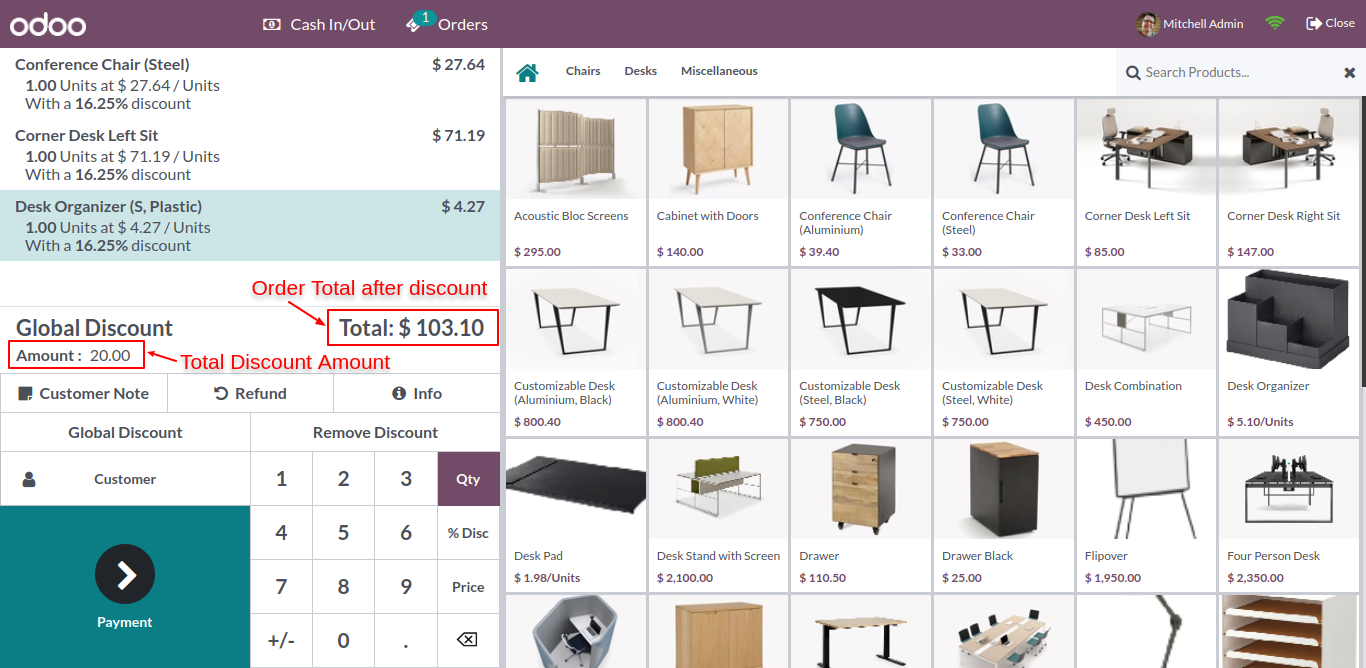 odoo
Cash In/Out
1
Orders
Mitchell Admin
Close
Conference Chair (Steel) $ 27.64
1.00 Units at $ 27.64 / Units
With a 16.25% discount
Corner Desk Left Sit $ 71.19
1.00 Units at $ 71.19 / Units
With a 16.25% discount
Desk Organizer (S, Plastic) $ 4.27
1.00 Units at $ 4.27 / Units
With a 16.25% discount
Order Total after discount
Global Discount
Total: $ 103.10
Amount : 20.00
Total Discount Amount
Customer Note
Refund
Info
Global Discount
Remove Discount
Customer
1 2 3 Qty
4 5 6 % Disc
7 8 9 Price
+/- 0 .
Payment
Chairs
Desks
Miscellaneous
Search Products...
Acoustic Bloc Screens
$ 295.00
Cabinet with Doors
$ 140.00
Conference Chair
(Aluminium)
$ 39.40
Conference Chair
(Steel)
$ 33.00
Corner Desk Left Sit
$ 85.00
Corner Desk Right Sit
$ 147.00
Customizable Desk
(Aluminium, Black)
$ 800.40
Customizable Desk
(Aluminium, White)
$ 800.40
Customizable Desk
(Steel, Black)
$ 750.00
Customizable Desk
(Steel, White)
$ 750.00
Desk Combination
$ 450.00
Desk Organizer
$ 5.10/Units
Desk Pad
$ 1.98/Units
Desk Stand with Screen
$ 2,100.00
Drawer
$ 110.50
Drawer Black
$ 25.00
Flipover
$ 1,950.00
Four Person Desk
$ 2,350.00